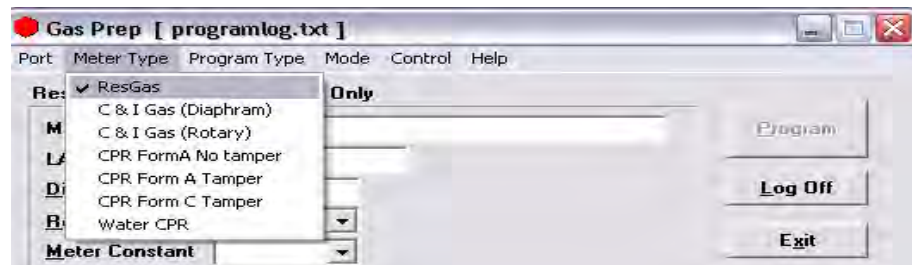 Gas Prep [ programlog.txt ]
Port Meter Type Program Type Mode Control Help
Only
✓ ResGas
C & I Gas (Diaphram)
C & I Gas (Rotary)
CPR FormA No tamper
CPR Form A Tamper
CPR Form C Tamper
Water CPR
Meter Constant
Program
Log Off
Exit